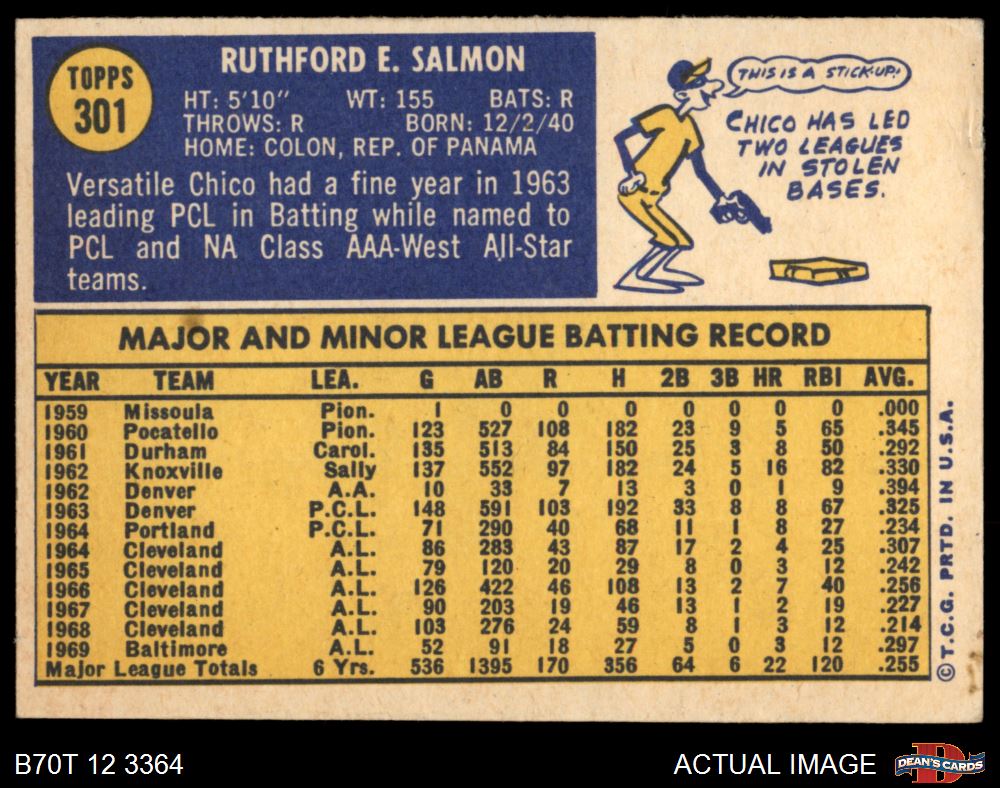 TOPPS
301
RUTHFORD E. SALMON
HT: 5'10" WT: 155 BATS: R
THROWS: R BORN: 12/2/40
HOME: COLON, REP. OF PANAMA
Versatile Chico had a fine year in 1963
leading PCL in Batting while named to
PCL and NA Class AAA-West All-Star
teams.
THIS IS A STICK-UP!
CHICO HAS LED
TWO LEAGUES
IN STOLEN
BASES.
MAJOR AND MINOR LEAGUE BATTING RECORD
YEAR TEAM LEA. G AB R H 2B 3B HR RBI AVG.
1959 Missoula Pion. 1 0 0 0 0 0 0 0 .000
1960 Pocatello Pion. 123 527 108 182 23 9 5 65 .345
1961 Durham Carol. 135 513 84 150 25 3 8 50 .292
1962 Knoxville Sally 137 552 97 182 24 5 16 82 .330
1962 Denver A.A. 10 33 7 13 3 0 1 9 .394
1963 Denver P.C.L. 148 591 103 192 33 8 8 67 .325
1964 Portland P.C.L. 71 290 40 68 11 1 8 27 .234
1964 Cleveland A.L. 86 283 43 87 17 2 4 25 .307
1965 Cleveland A.L. 79 120 20 29 8 0 3 12 .242
1966 Cleveland A.L. 126 422 46 108 13 2 7 40 .256
1967 Cleveland A.L. 90 203 19 46 13 1 2 19 .227
1968 Cleveland A.L. 103 276 24 59 8 1 3 12 .214
1969 Baltimore A.L. 52 91 18 27 5 0 3 12 .297
Major League Totals 6 Yrs. 536 1395 170 356 64 6 22 120 .255
© T.C.G. PRTD. IN U.S.A.
B70T 12 3364
ACTUAL IMAGE
D
DEAN'S CARDS